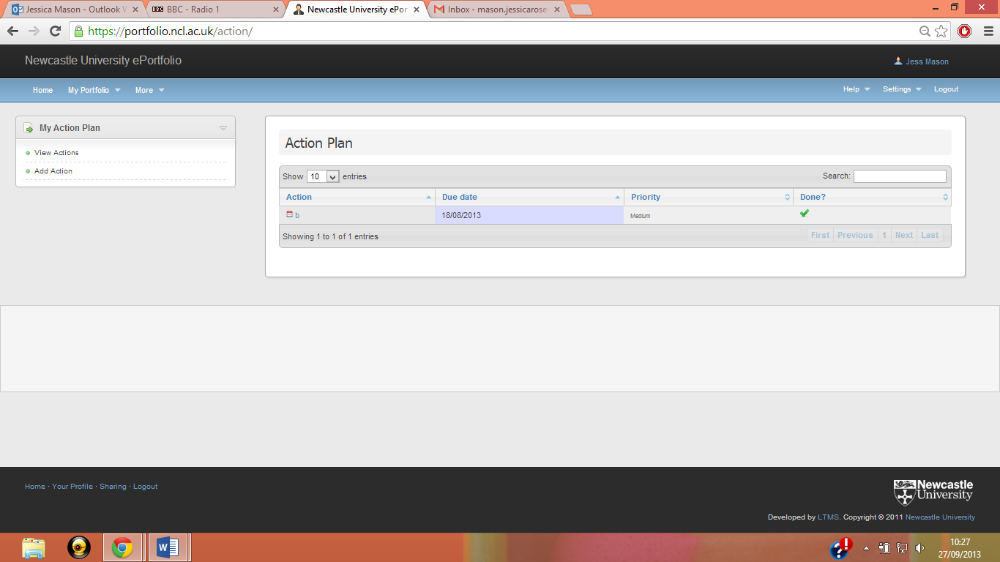 Jessica Mason - Outlook W
BBC - Radio 1
Newcastle University ePor
Inbox - mason.jessicarose
https://portfolio.ncl.ac.uk/action/
Newcastle University ePortfolio
Jess Mason
Home My Portfolio More Help Settings Logout
My Action Plan
View Actions
Add Action
Action Plan
Show 10 entries Search:
Action Due date Priority Done?
b 18/08/2013 Medium
Showing 1 to 1 of 1 entries First Previous 1 Next Last
Home · Your Profile · Sharing · Logout
Newcastle
University
Developed by LTMS. Copyright © 2011 Newcastle University
10:27
27/09/2013